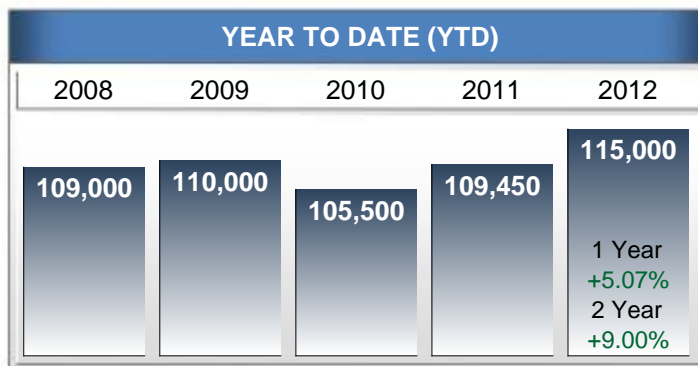 YEAR TO DATE (YTD)
2008 2009 2010 2011 2012
109,000 110,000 105,500 109,450 115,000
1 Year
+5.07%
2 Year
+9.00%